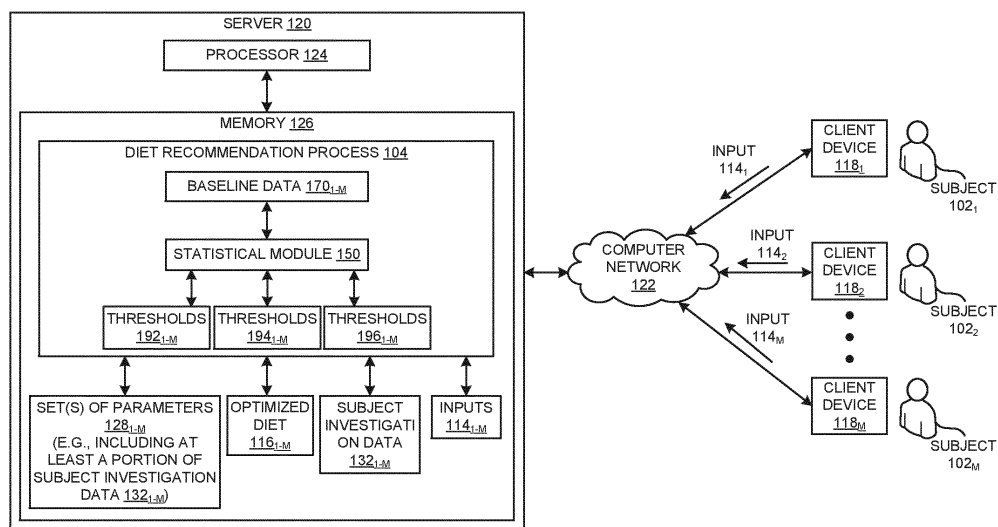 SERVER 120
PROCESSOR 124
MEMORY 126
DIET RECOMMENDATION PROCESS 104
BASELINE DATA 170₁₋M
STATISTICAL MODULE 150
THRESHOLDS
192₁₋M
THRESHOLDS
194₁₋M
THRESHOLDS
196₁₋M
SET(S) OF PARAMETERS
128₁₋M
(E.G., INCLUDING AT
LEAST A PORTION OF
SUBJECT INVESTIGATION
DATA 132₁₋M)
OPTIMIZED
DIET
116₁₋M
SUBJECT
INVESTIGATI
ON DATA
132₁₋M
INPUTS
114₁₋M
COMPUTER
NETWORK
122
INPUT
114₁
INPUT
114₂
INPUT
114M
CLIENT
DEVICE
118₁
SUBJECT
102₁
CLIENT
DEVICE
118₂
SUBJECT
102₂
CLIENT
DEVICE
118M
SUBJECT
102M